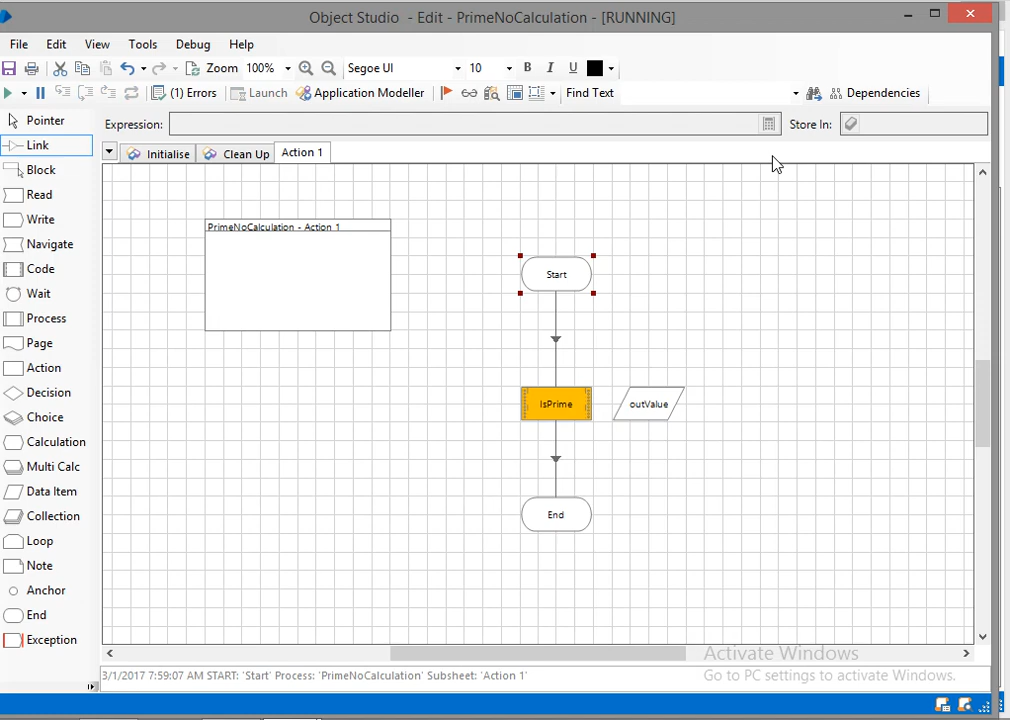 Object Studio - Edit - PrimeNoCalculation - [RUNNING]
File Edit View Tools Debug Help
Zoom 100% Segoe UI 10 B I U
(1) Errors Launch Application Modeller Find Text Dependencies
Pointer
Link
Block
Read
Write
Navigate
Code
Wait
Process
Page
Action
Decision
Choice
Calculation
Multi Calc
Data Item
Collection
Loop
Note
Anchor
End
Exception
Expression: Store In:
Initialise Clean Up Action 1
PrimeNoCalculation - Action 1
Start
IsPrime outValue
End
Activate Windows
Go to PC settings to activate Windows.
3/1/2017 7:59:07 AM START: 'Start' Process: 'PrimeNoCalculation' Subsheet: 'Action 1'